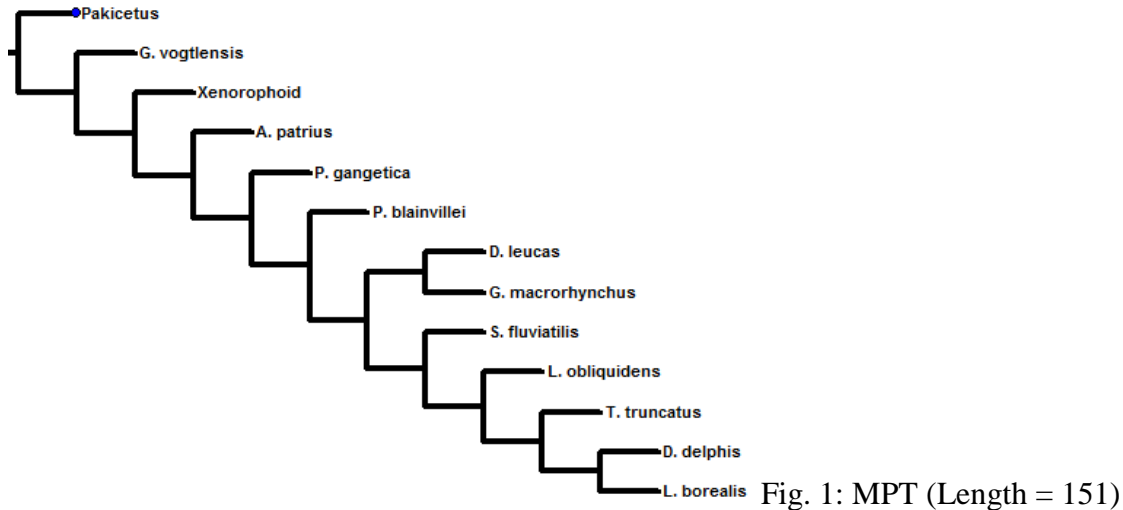 Pakicetus
G. vogtlensis
Xenorophoid
A. patrius
P. gangetica
P. blainvillei
D. leucas
G. macrorhynchus
S. fluviatilis
L. obliquidens
T. truncatus
D. delphis
L. borealis Fig. 1: MPT (Length = 151)